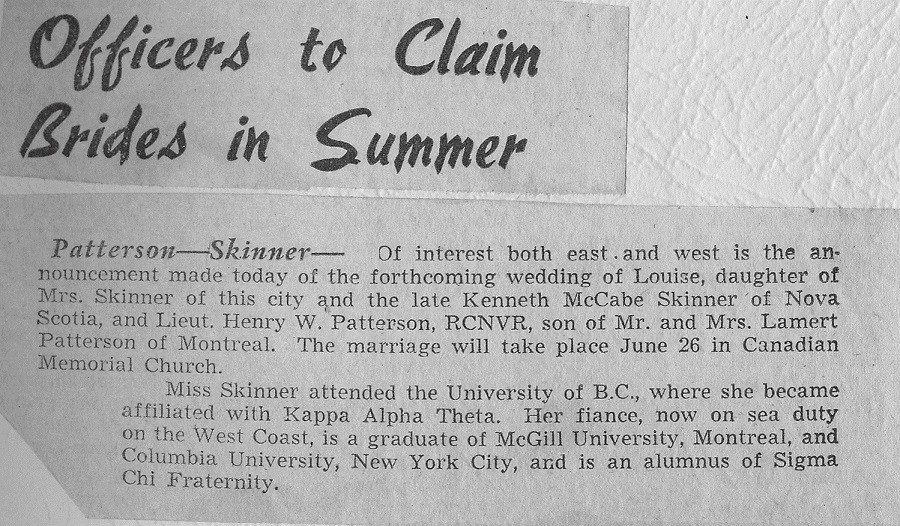 Officers to Claim
Brides in Summer
Patterson—Skinner— Of interest both east and west is the an-
nouncement made today of the forthcoming wedding of Louise, daughter of
Mrs. Skinner of this city and the late Kenneth McCabe Skinner of Nova
Scotia, and Lieut. Henry W. Patterson, RCNVR, son of Mr. and Mrs. Lamert
Patterson of Montreal. The marriage will take place June 26 in Canadian
Memorial Church.
Miss Skinner attended the University of B.C., where she became
affiliated with Kappa Alpha Theta. Her fiance, now on sea duty
on the West Coast, is a graduate of McGill University, Montreal, and
Columbia University, New York City, and is an alumnus of Sigma
Chi Fraternity.